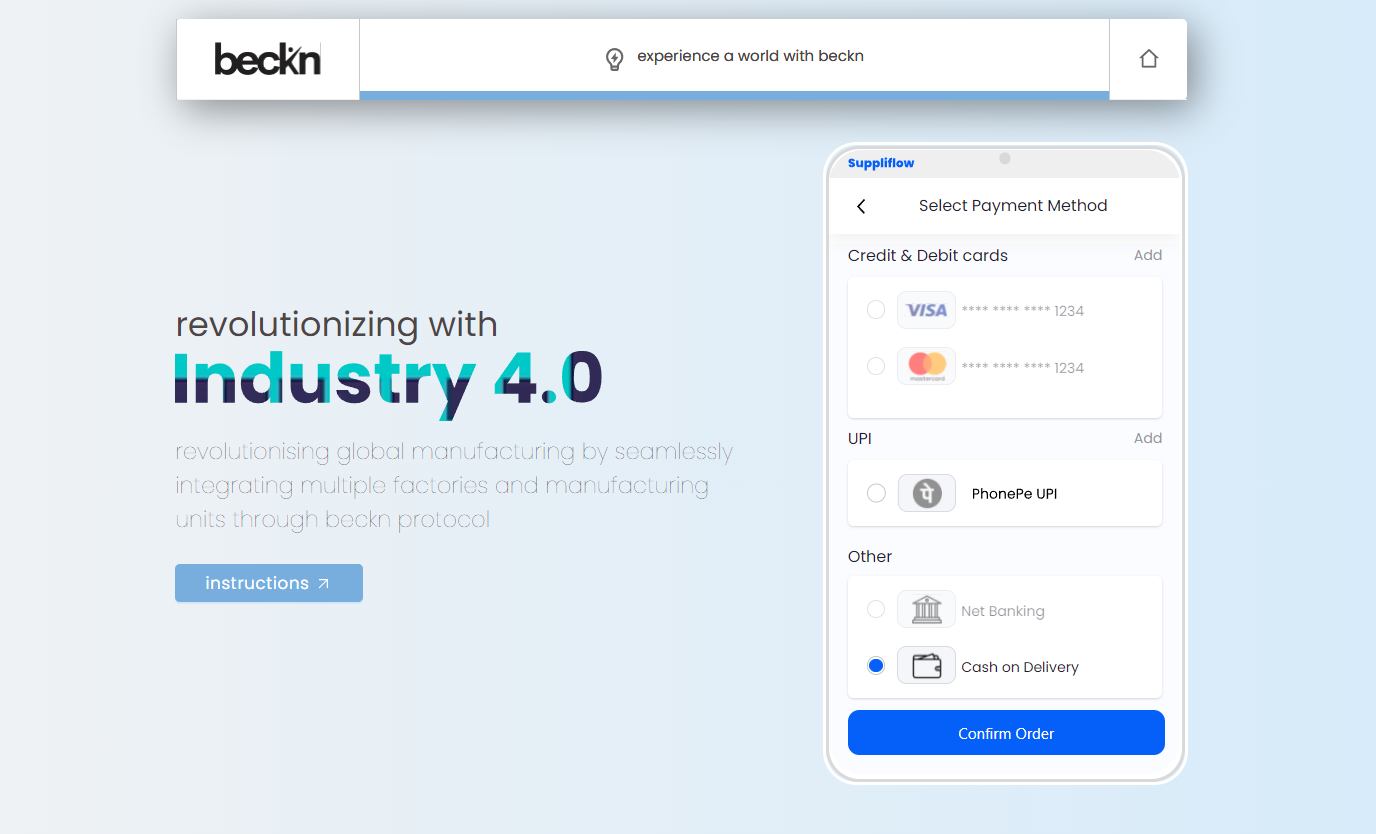 beckn
experience a world with beckn
Suppliflow
Select Payment Method
Credit & Debit cards Add
VISA **** **** **** 1234
mastercard **** **** **** 1234
UPI Add
पे PhonePe UPI
Other
Net Banking
Cash on Delivery
Confirm Order
revolutionizing with
Industry 4.0
revolutionising global manufacturing by seamlessly
integrating multiple factories and manufacturing
units through beckn protocol
instructions